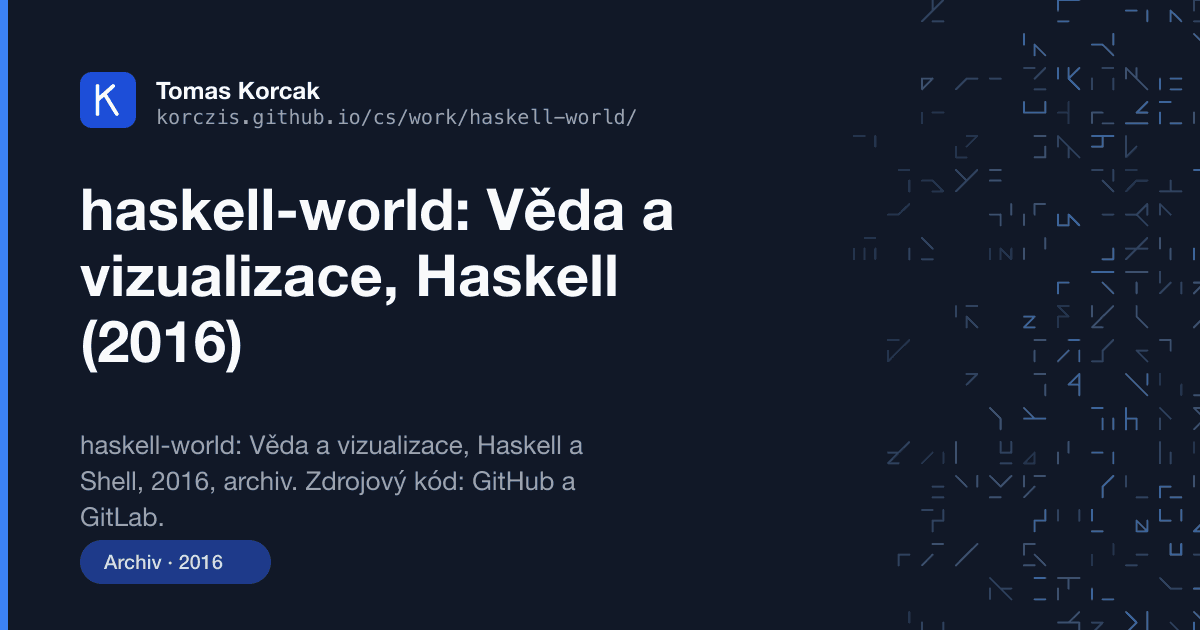 Tomas Korcak
korczis.github.io/cs/work/haskell-world/
haskell-world: Věda a
vizualizace, Haskell
(2016)
haskell-world: Věda a vizualizace, Haskell a
Shell, 2016, archiv. Zdrojový kód: GitHub a
GitLab.
Archiv · 2016